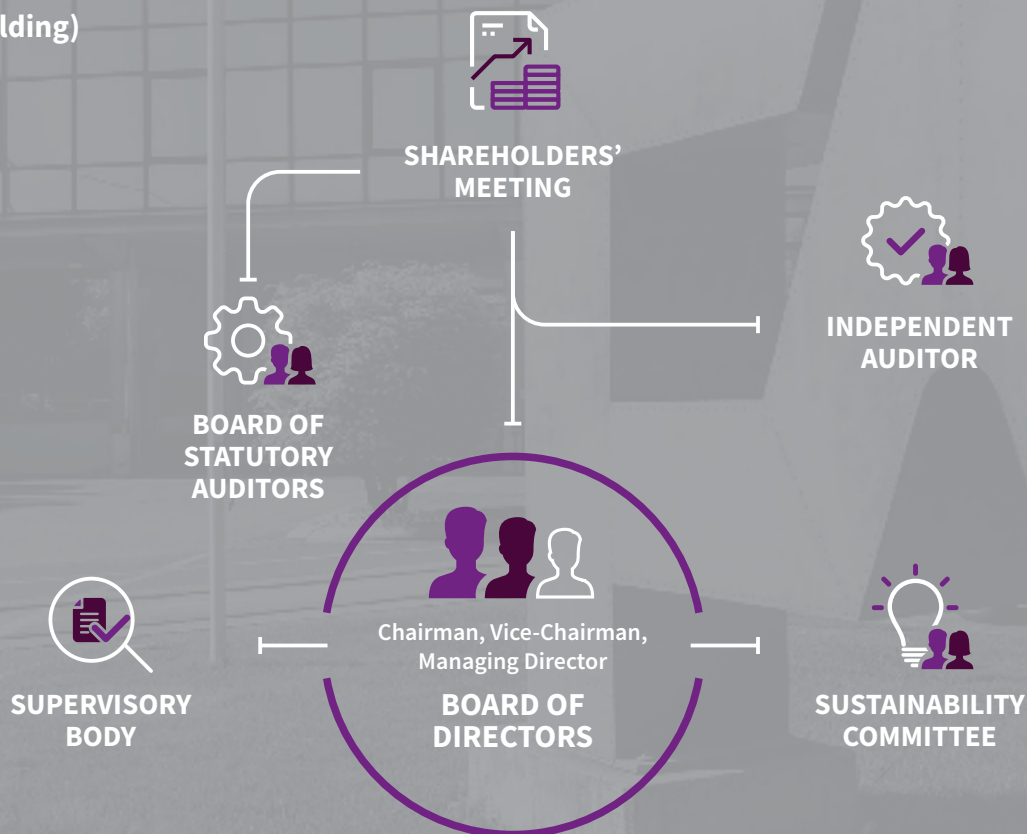 lding)
SHAREHOLDERS’
MEETING
INDEPENDENT
AUDITOR
BOARD OF
STATUTORY
AUDITORS
Chairman, Vice-Chairman,
Managing Director
BOARD OF
DIRECTORS
SUPERVISORY
BODY
SUSTAINABILITY
COMMITTEE